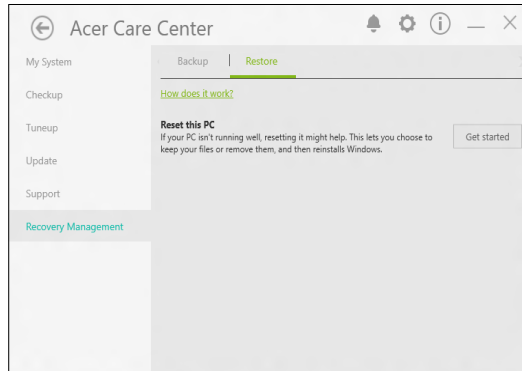 Acer Care Center
My System
Checkup
Tuneup
Update
Support
Recovery Management
Backup
Restore
How does it work?
Reset this PC
If your PC isn't running well, resetting it might help. This lets you choose to
keep your files or remove them, and then reinstalls Windows.
Get started